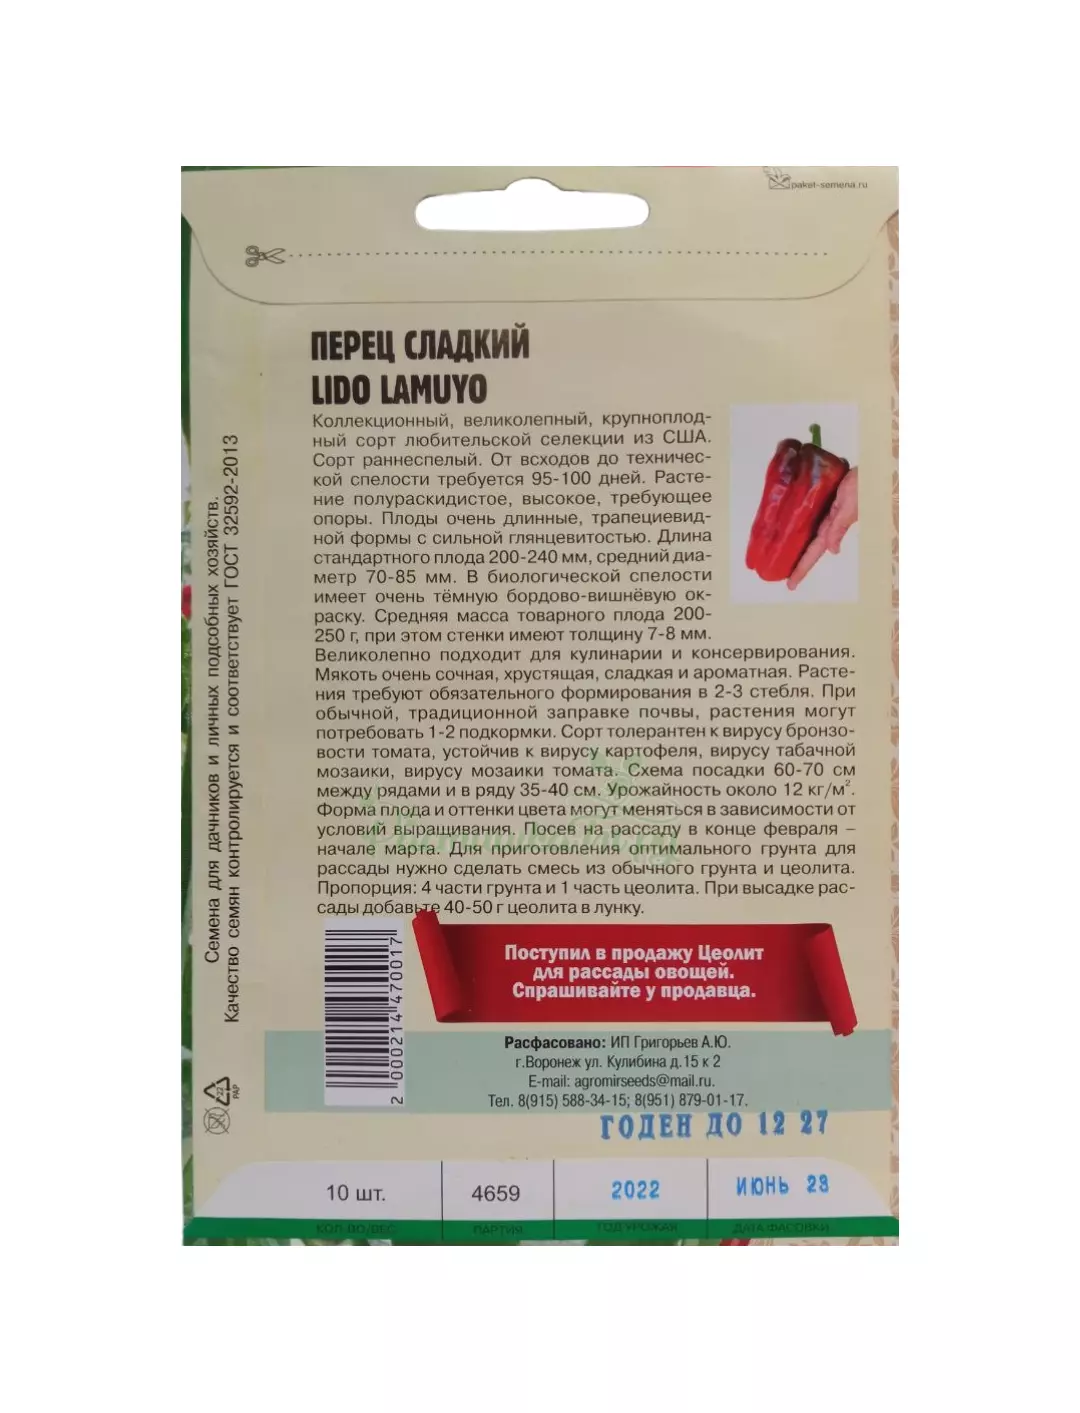 paket-semena.ru
ПЕРЕЦ СЛАДКИЙ
LIDO LAMUYO
Коллекционный, великолепный, крупноплод-
ный сорт любительской селекции из США.
Сорт раннеспелый. От всходов до техничес-
кой спелости требуется 95-100 дней. Расте-
ние полураскидистое, высокое, требующее
опоры. Плоды очень длинные, трапециевид-
ной формы с сильной глянцевитостью. Длина
стандартного плода 200-240 мм, средний диа-
метр 70-85 мм. В биологической спелости
имеет очень тёмную бордово-вишнёвую ок-
раску. Средняя масса товарного плода 200-
250 г, при этом стенки имеют толщину 7-8 мм.
Великолепно подходит для кулинарии и консервирования.
Мякоть очень сочная, хрустящая, сладкая и ароматная. Расте-
ния требуют обязательного формирования в 2-3 стебля. При
обычной, традиционной заправке почвы, растения могут
потребовать 1-2 подкормки. Сорт толерантен к вирусу бронзо-
вости томата, устойчив к вирусу картофеля, вирусу табачной
мозаики, вирусу мозаики томата. Схема посадки 60-70 см
между рядами и в ряду 35-40 см. Урожайность около 12 кг/м².
Форма плода и оттенки цвета могут меняться в зависимости от
условий выращивания. Посев на рассаду в конце февраля –
начале марта. Для приготовления оптимального грунта для
рассады нужно сделать смесь из обычного грунта и цеолита.
Пропорция: 4 части грунта и 1 часть цеолита. При высадке рас-
сады добавьте 40-50 г цеолита в лунку.
Семена для дачников и личных подсобных хозяйств.
Качество семян контролируется и соответствует ГОСТ 32592-2013
Поступил в продажу Цеолит
для рассады овощей.
Спрашивайте у продавца.
2 000214 470017
Расфасовано: ИП Григорьев А.Ю.
г.Воронеж ул. Кулибина д.15 к 2
E-mail: agromirseeds@mail.ru.
Тел. 8(915) 588-34-15; 8(951) 879-01-17.
22
PAP
ГОДЕН ДО 12 27
10 шт.
4659
2022
ИЮНЬ 23
КОЛ-ВО/ВЕС
ПАРТИЯ
ГОД УРОЖАЯ
ДАТА ФАСОВКИ